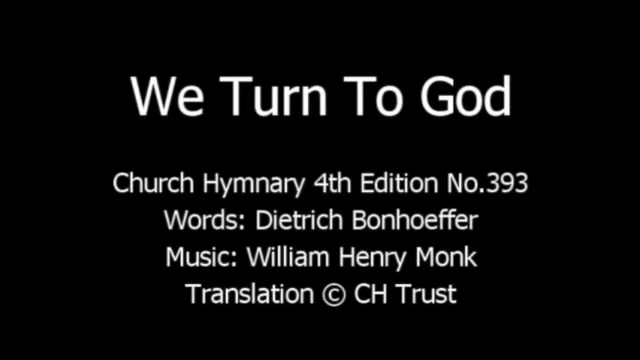 We Turn To God
Church Hymnary 4th Edition No.393
Words: Dietrich Bonhoeffer
Music: William Henry Monk
Translation © CH Trust